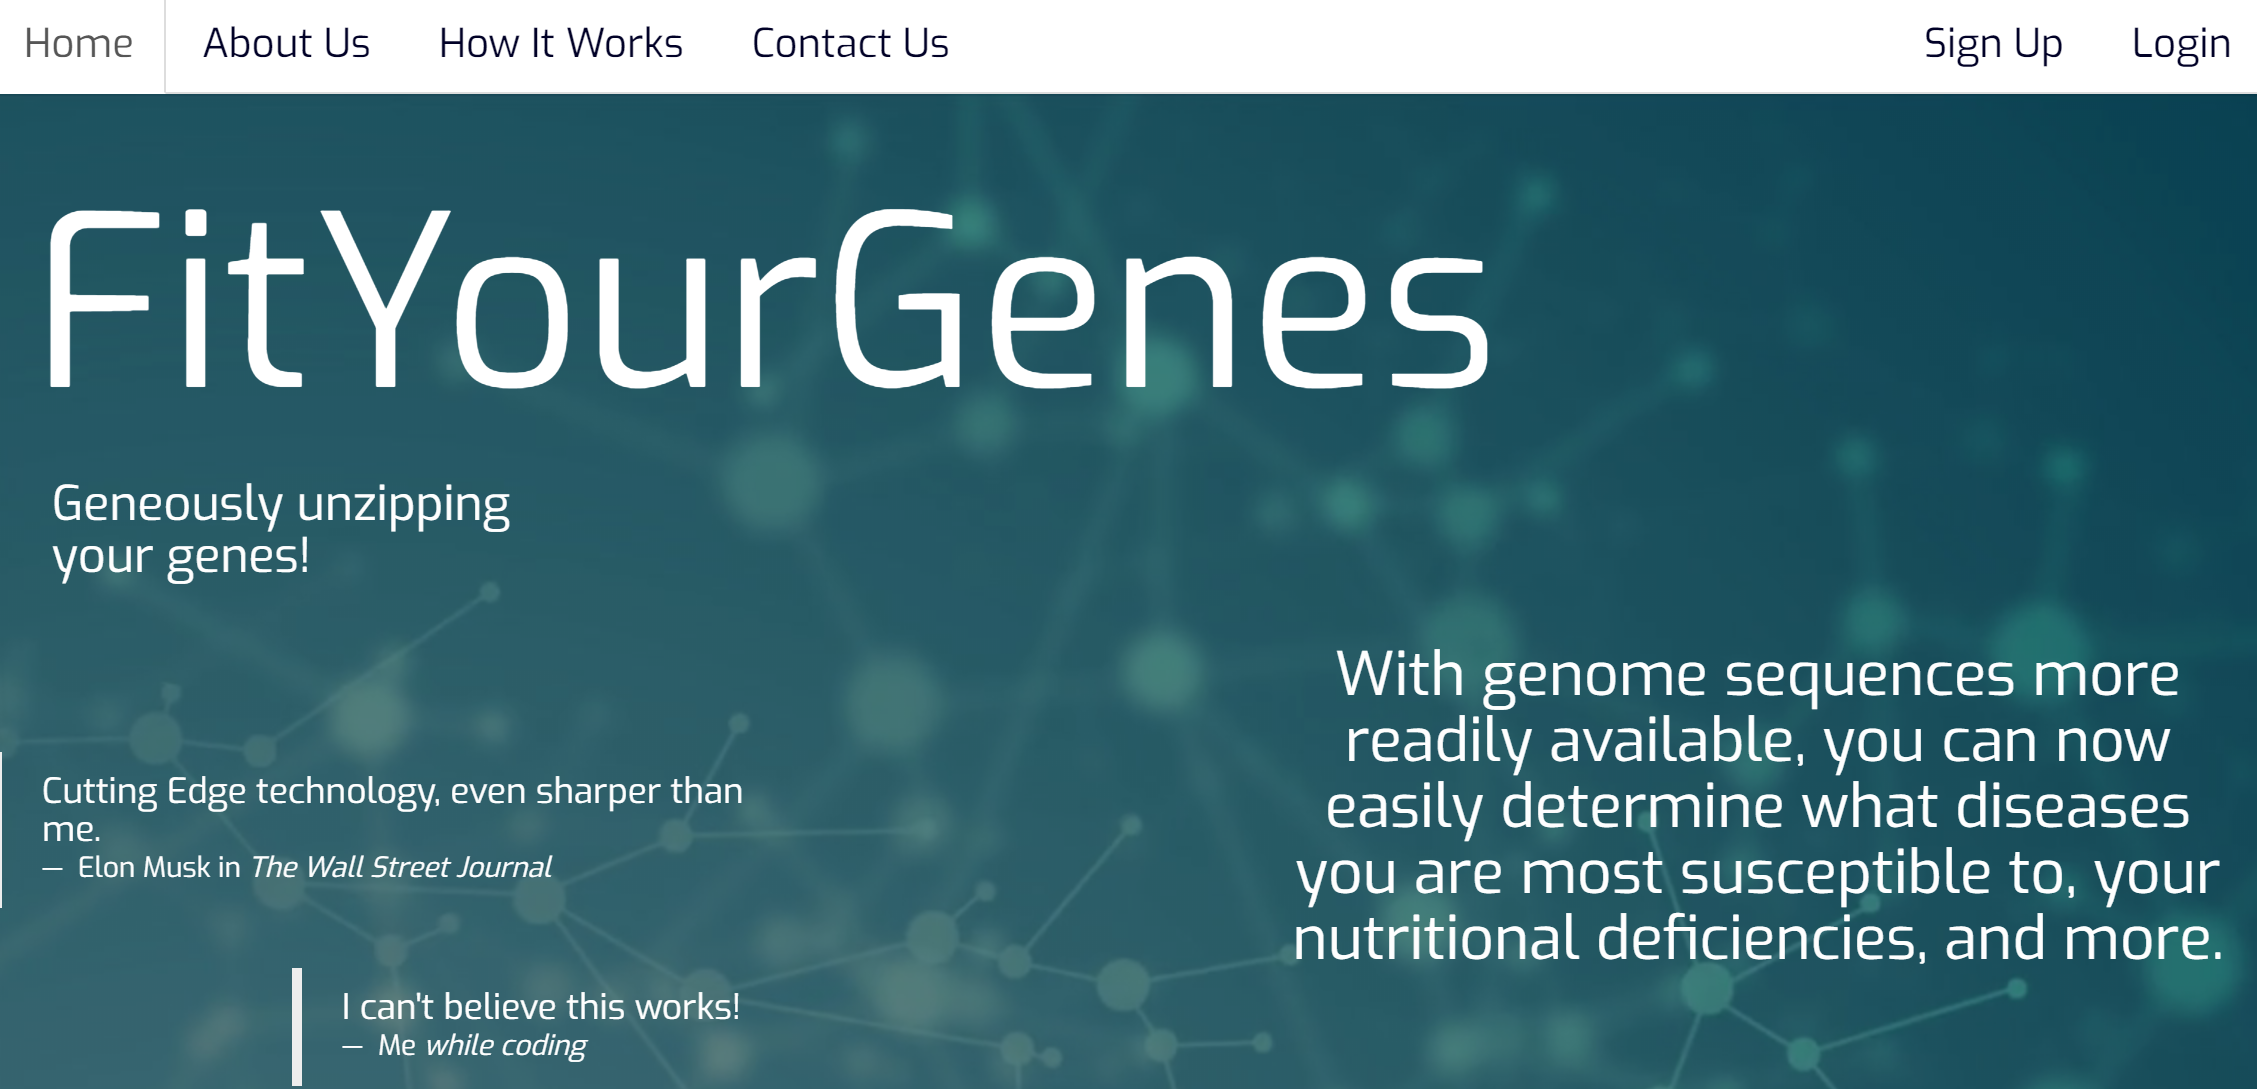 Home About Us How It Works Contact Us Sign Up Login
FitYourGenes
Geneously unzipping
your genes!
With genome sequences more
readily available, you can now
easily determine what diseases
you are most susceptible to, your
nutritional deficiencies, and more.
Cutting Edge technology, even sharper than
me.
— Elon Musk in The Wall Street Journal
I can't believe this works!
— Me while coding